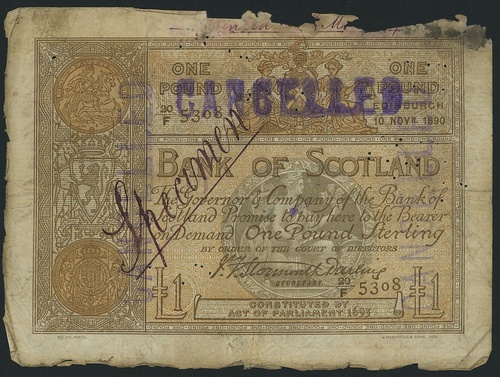 ONE POUND
ONE POUND
CANCELLED
20/F 5308
EDINBURGH
10 NOVR. 1890
Specimen
BANK OF SCOTLAND
The Governor & Company of the Bank of
Scotland Promise to pay here to the Bearer
on Demand One Pound Sterling
BY ORDER OF THE COURT OF DIRECTORS
SECRETARY
20/F 5308
£1
£1
CONSTITUTED BY
ACT OF PARLIAMENT 1695